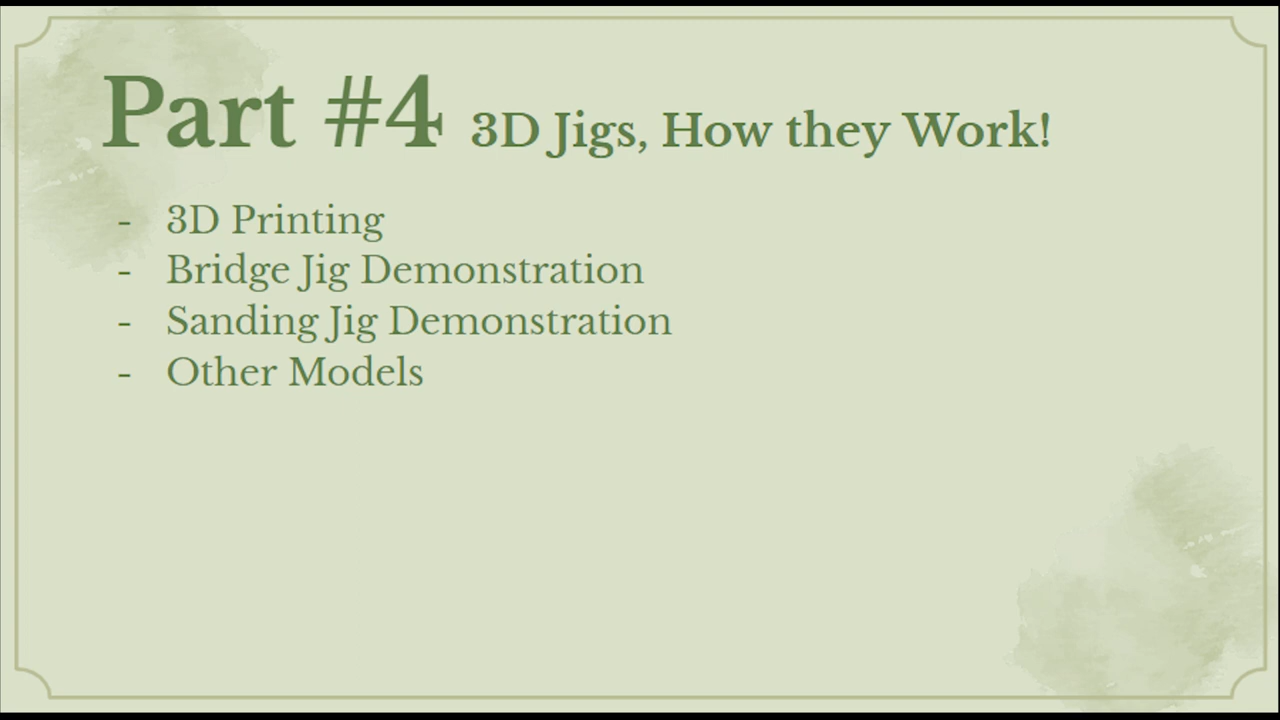 Part #4 3D Jigs, How they Work!
- 3D Printing
- Bridge Jig Demonstration
- Sanding Jig Demonstration
- Other Models